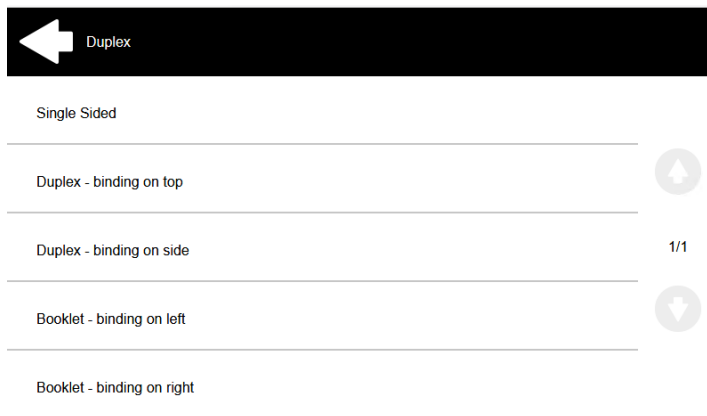 Duplex
Single Sided
Duplex - binding on top
Duplex - binding on side
1/1
Booklet - binding on left
Booklet - binding on right